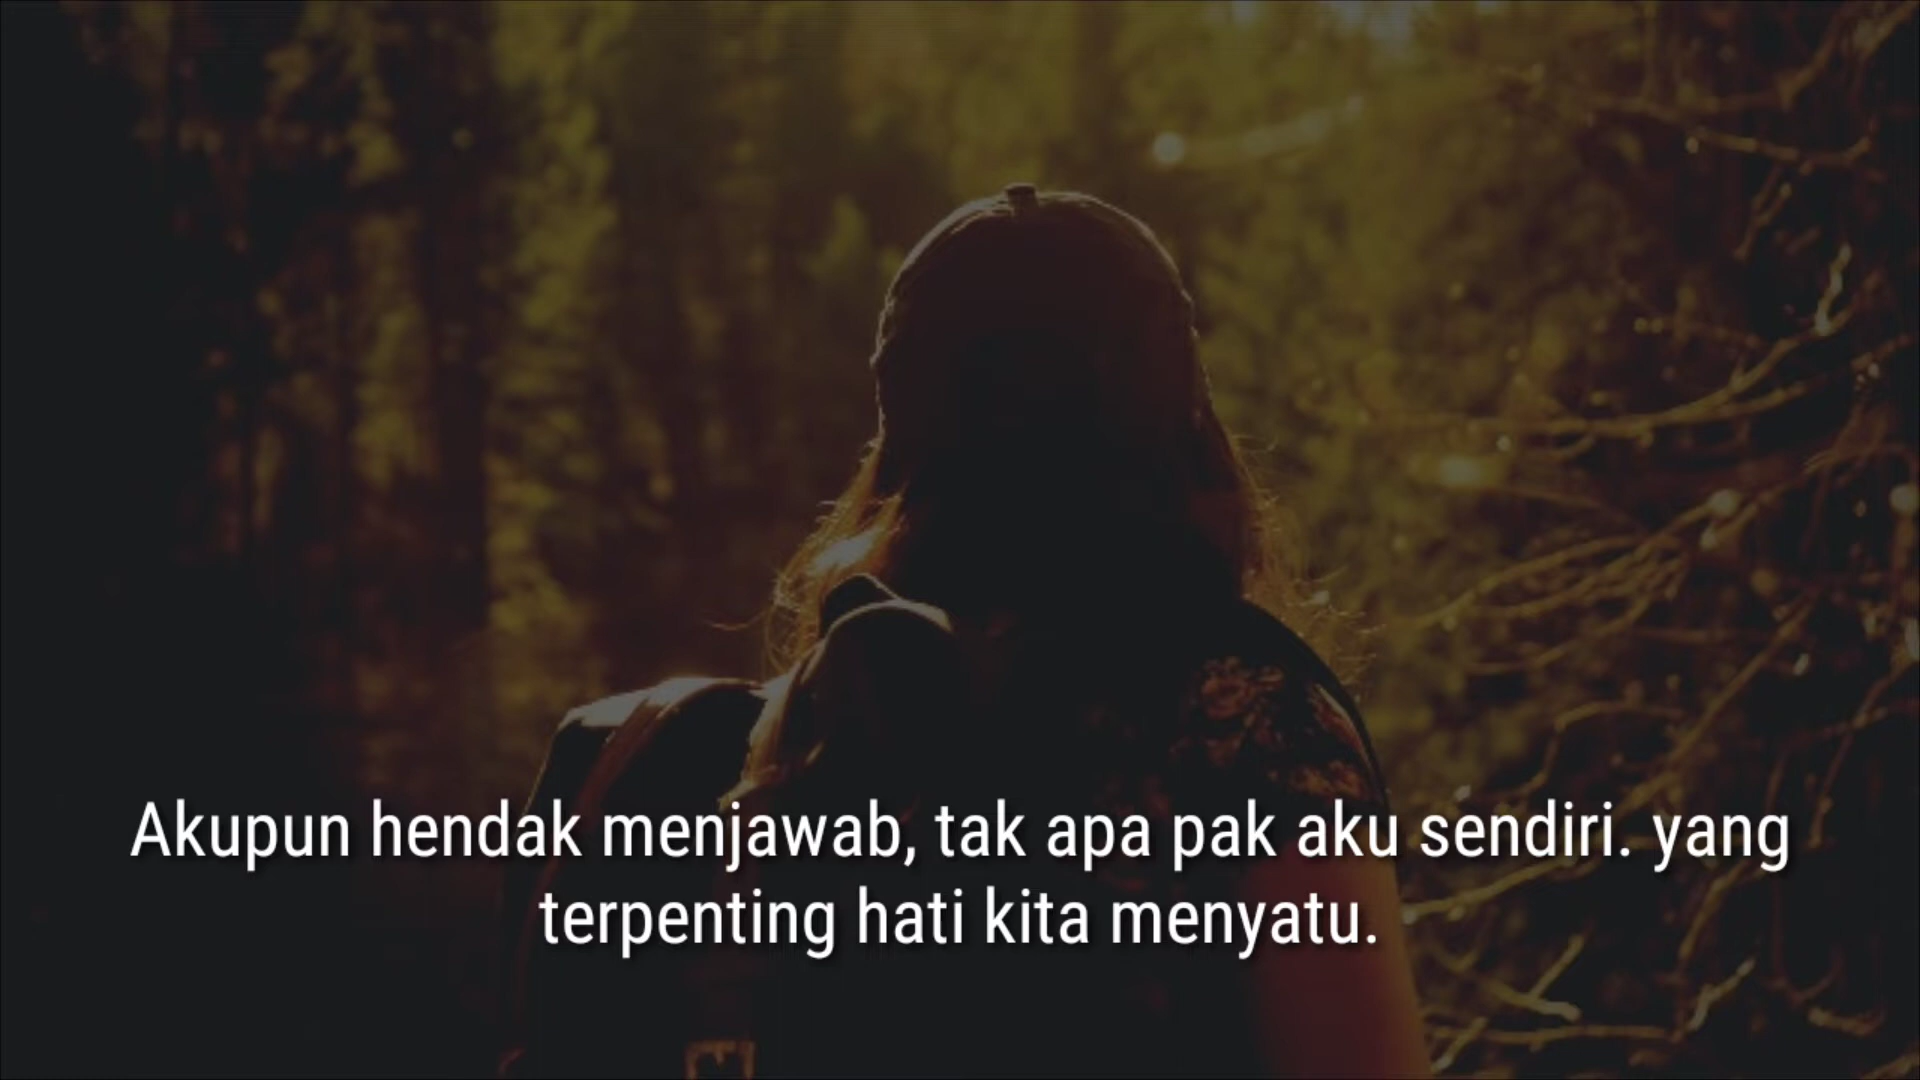 Akupun hendak menjawab, tak apa pak aku sendiri. yang
terpenting hati kita menyatu.